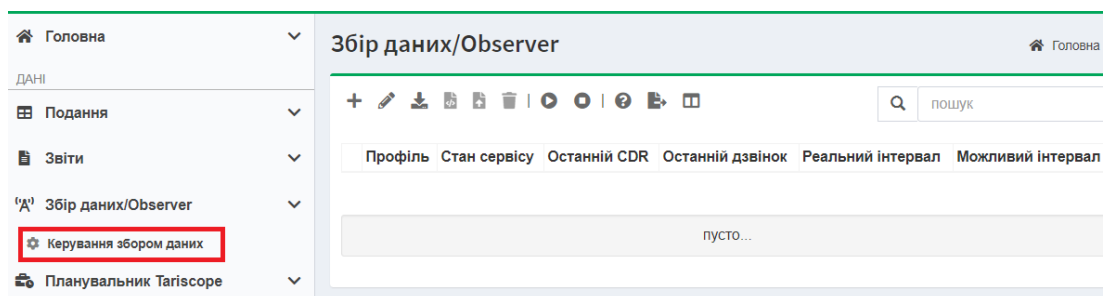 Головна
ДАНІ
Подання
Звіти
Збір даних/Observer
Керування збором даних
Планувальник Tariscope
Збір даних/Observer
Головна
пошук
Профіль Стан сервісу Останній CDR Останній дзвінок Реальний інтервал Можливий інтервал
пусто...